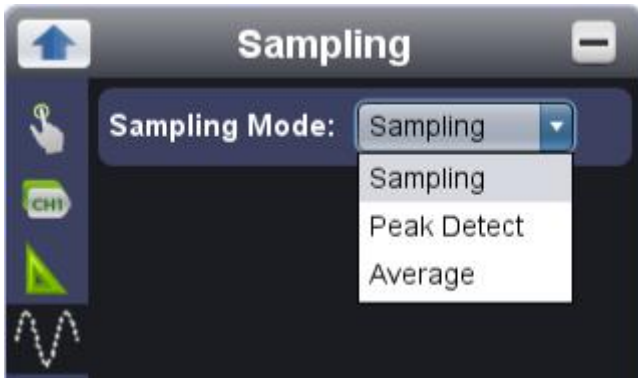 Sampling
Sampling Mode: Sampling
Sampling
Peak Detect
CH1
Average